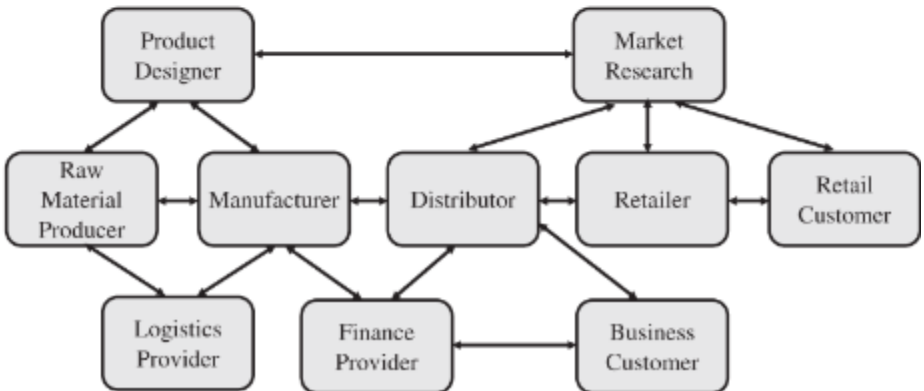 Product
Designer
Market
Research
Raw
Material
Producer
Manufacturer
Distributor
Retailer
Retail
Customer
Logistics
Provider
Finance
Provider
Business
Customer